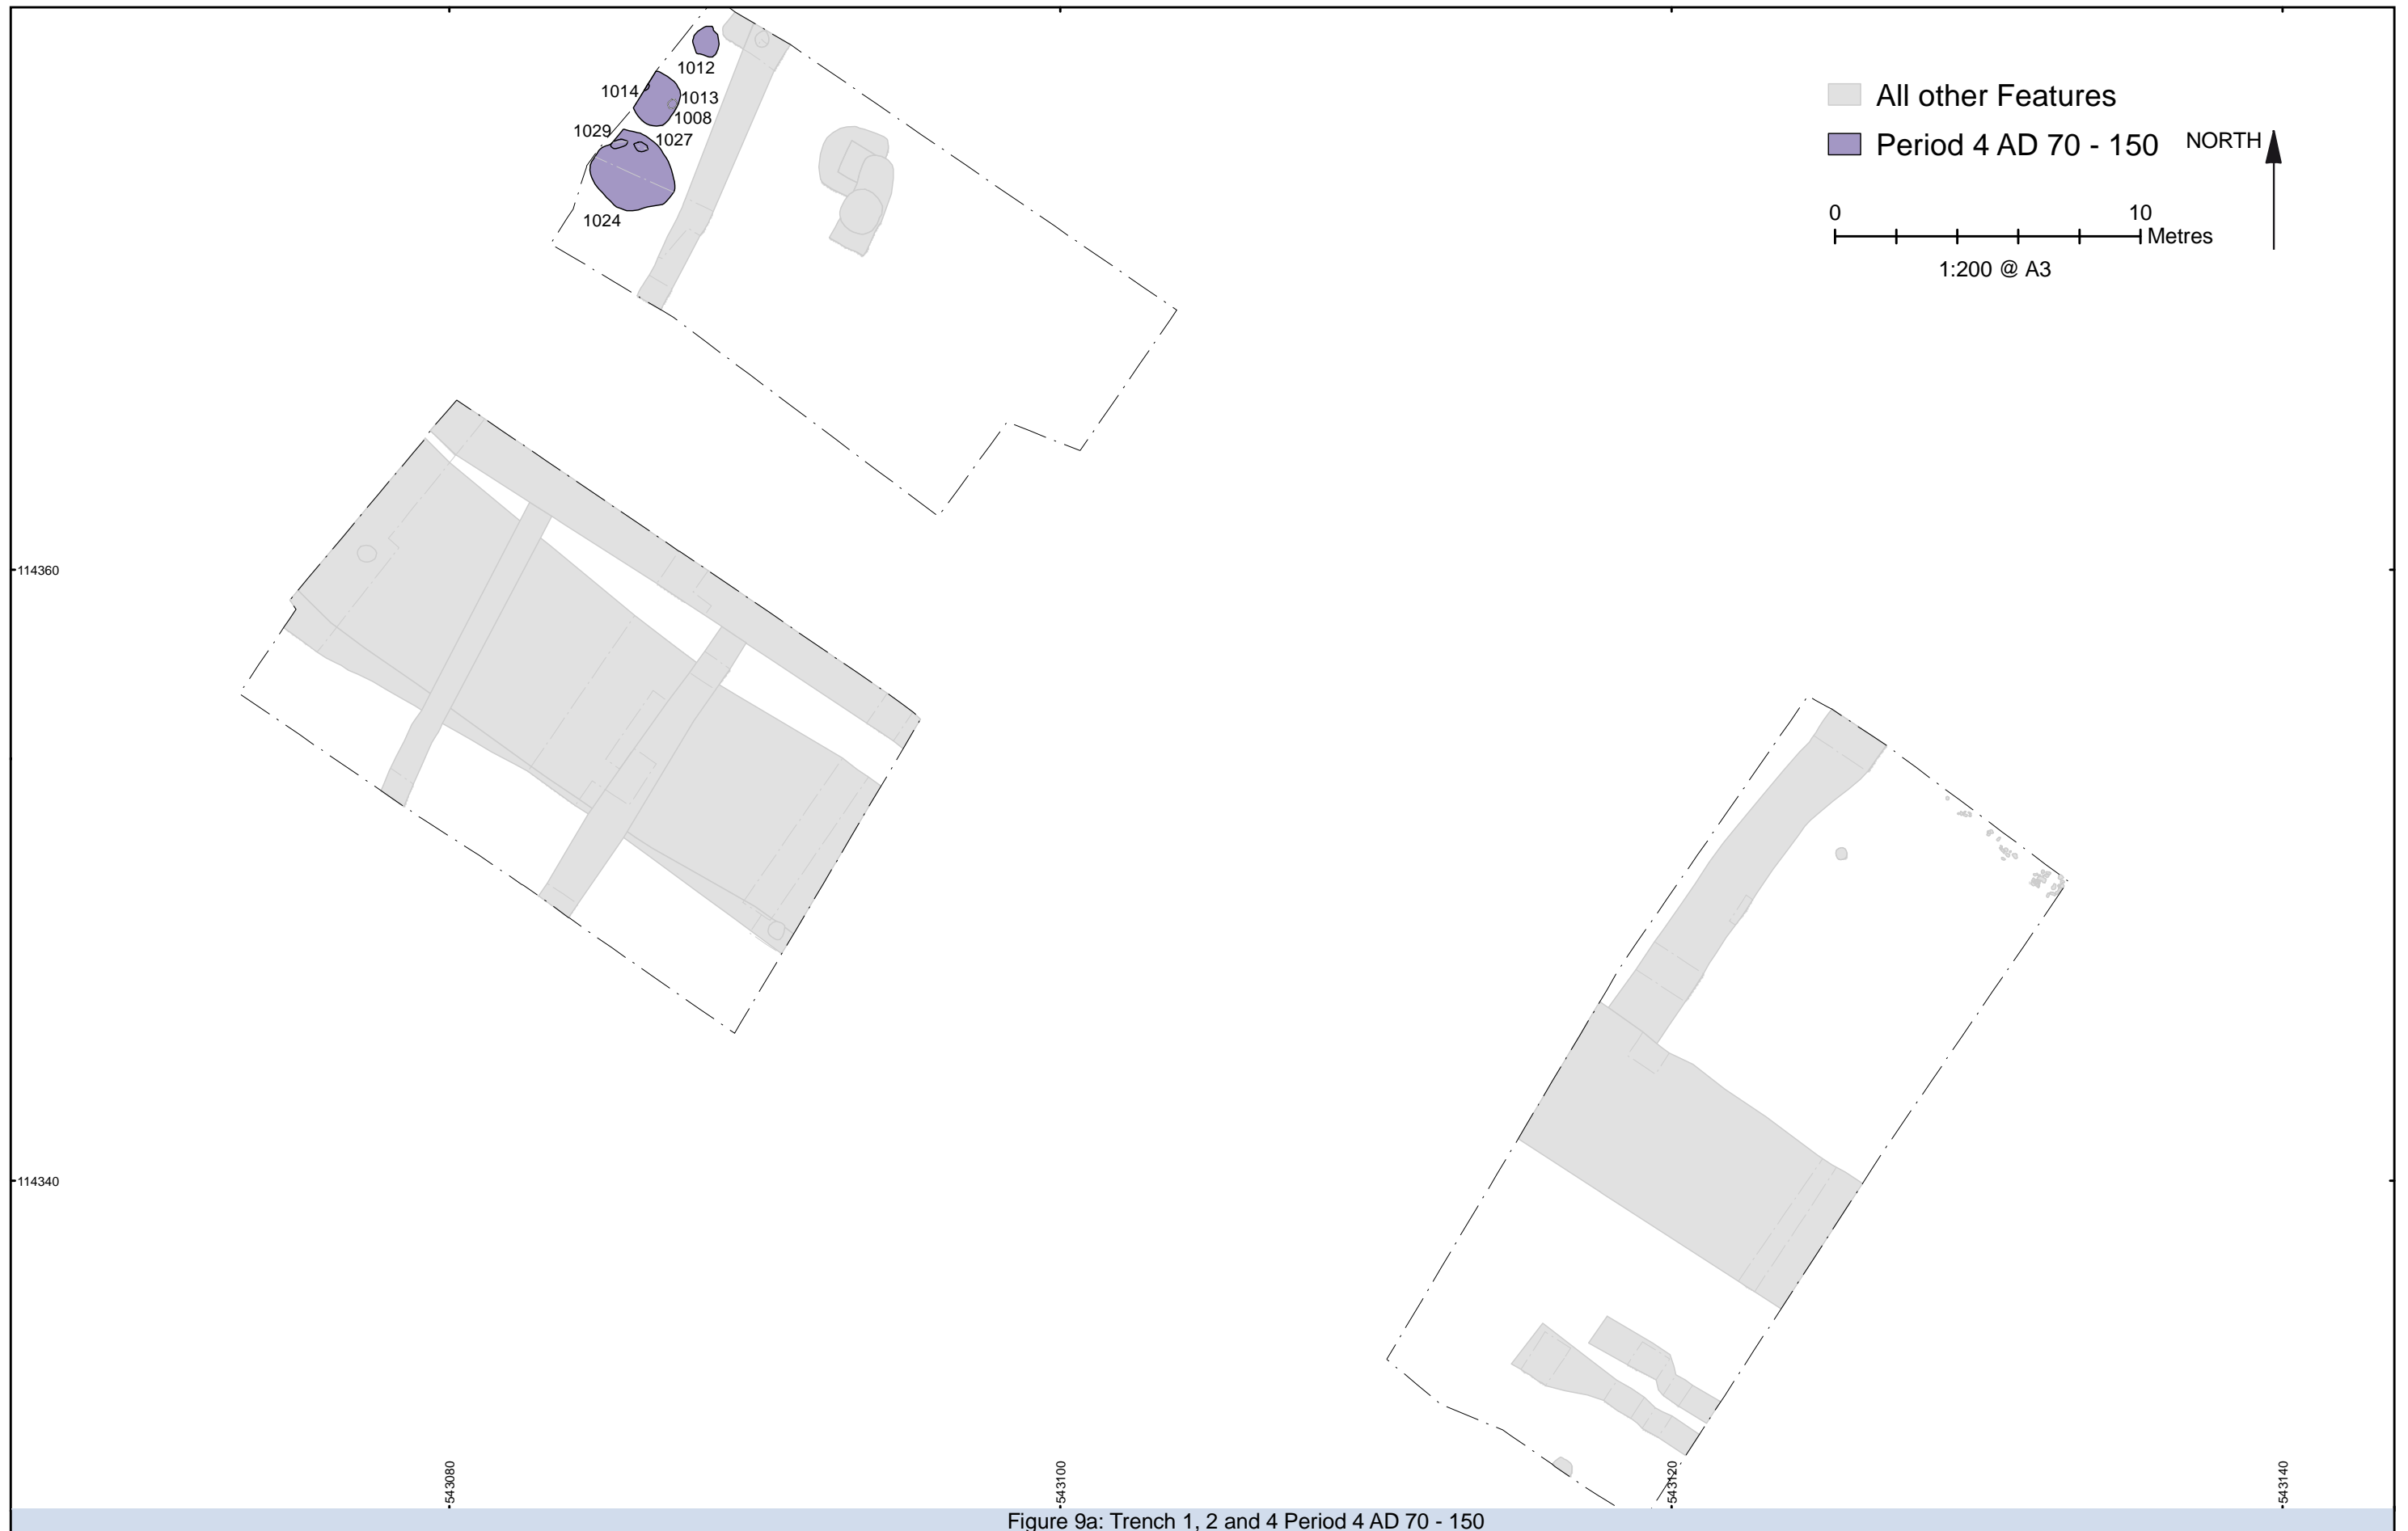 1012
1014
1013
1008
1029
1027
1024
All other Features
Period 4 AD 70 - 150
NORTH
0
10
Metres
1:200 @ A3
114360
114340
543080
543100
543120
543140
Figure 9a: Trench 1, 2 and 4 Period 4 AD 70 - 150